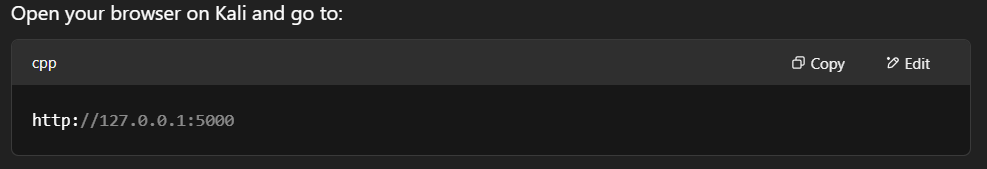 Open your browser on Kali and go to:
cpp Copy Edit
http://127.0.0.1:5000